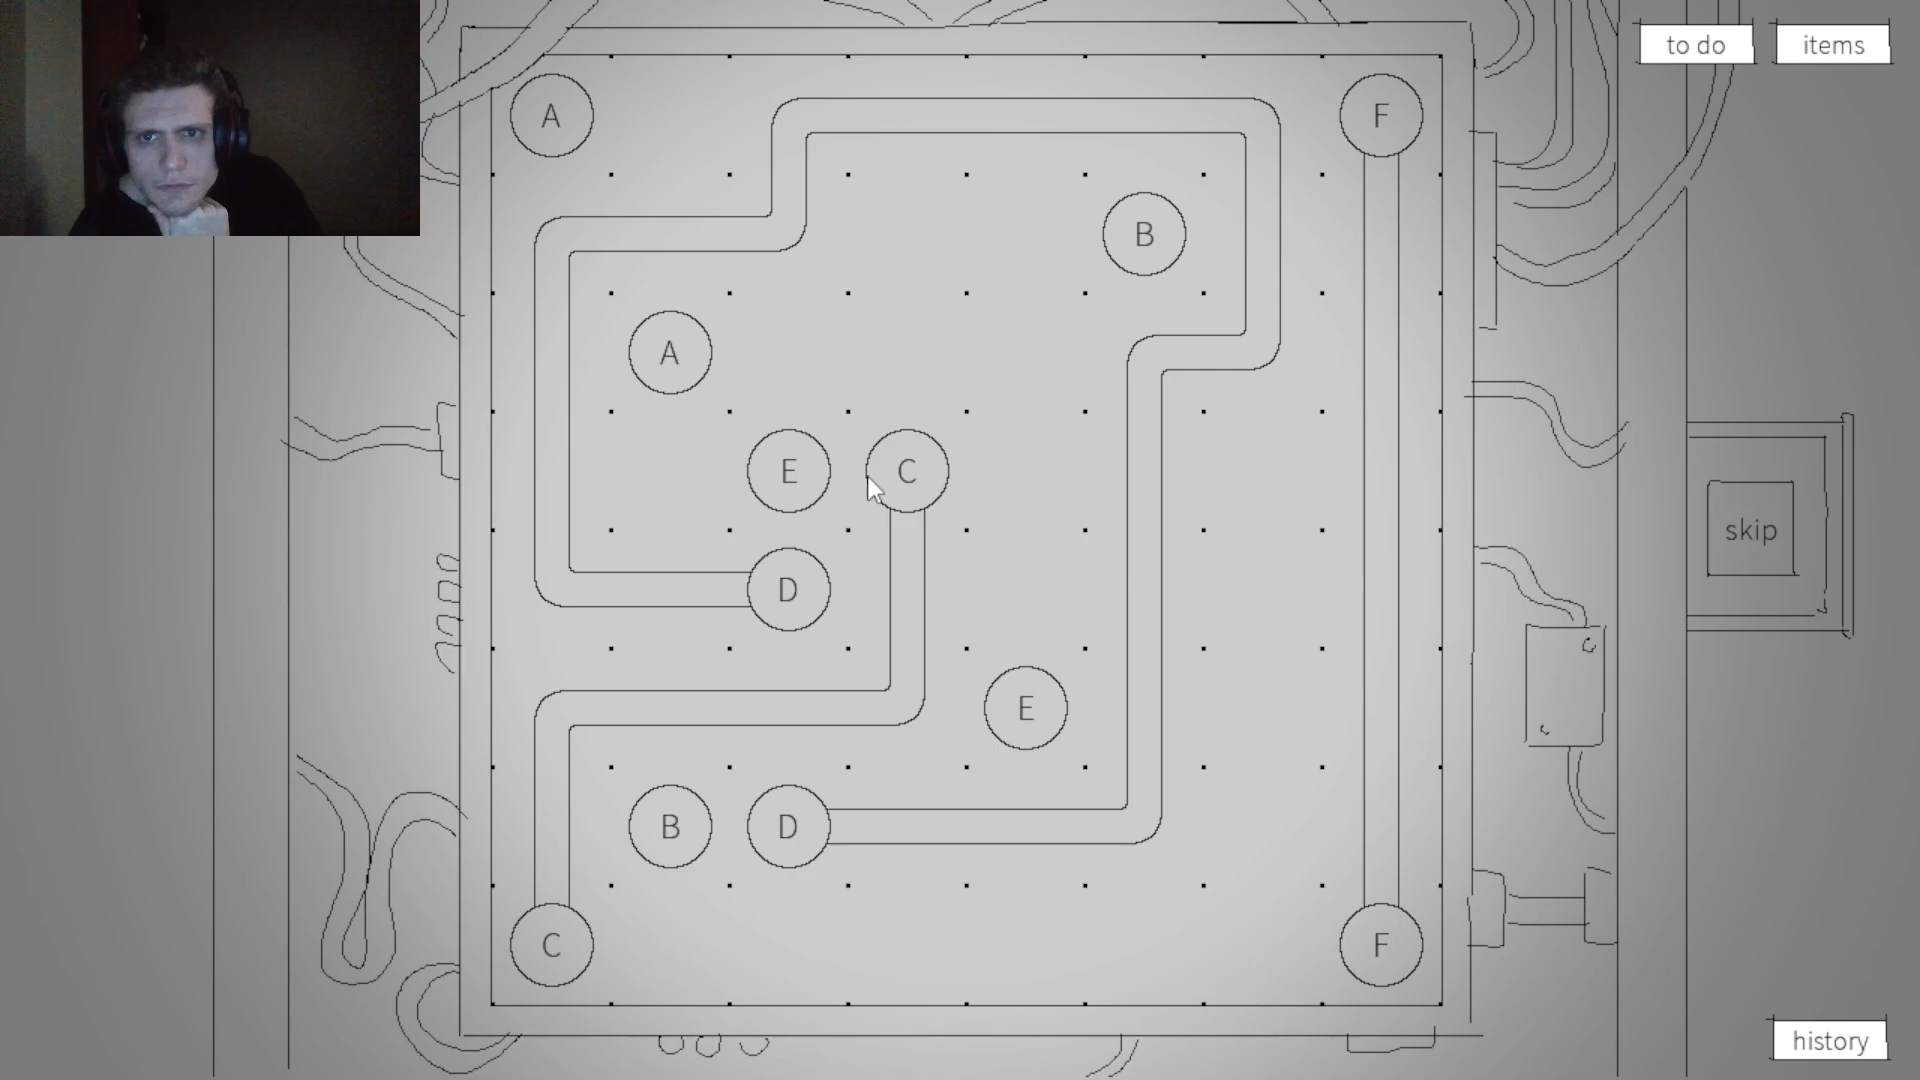 to do items
A F
B
A
E C
D
skip
E
B D
C F
history